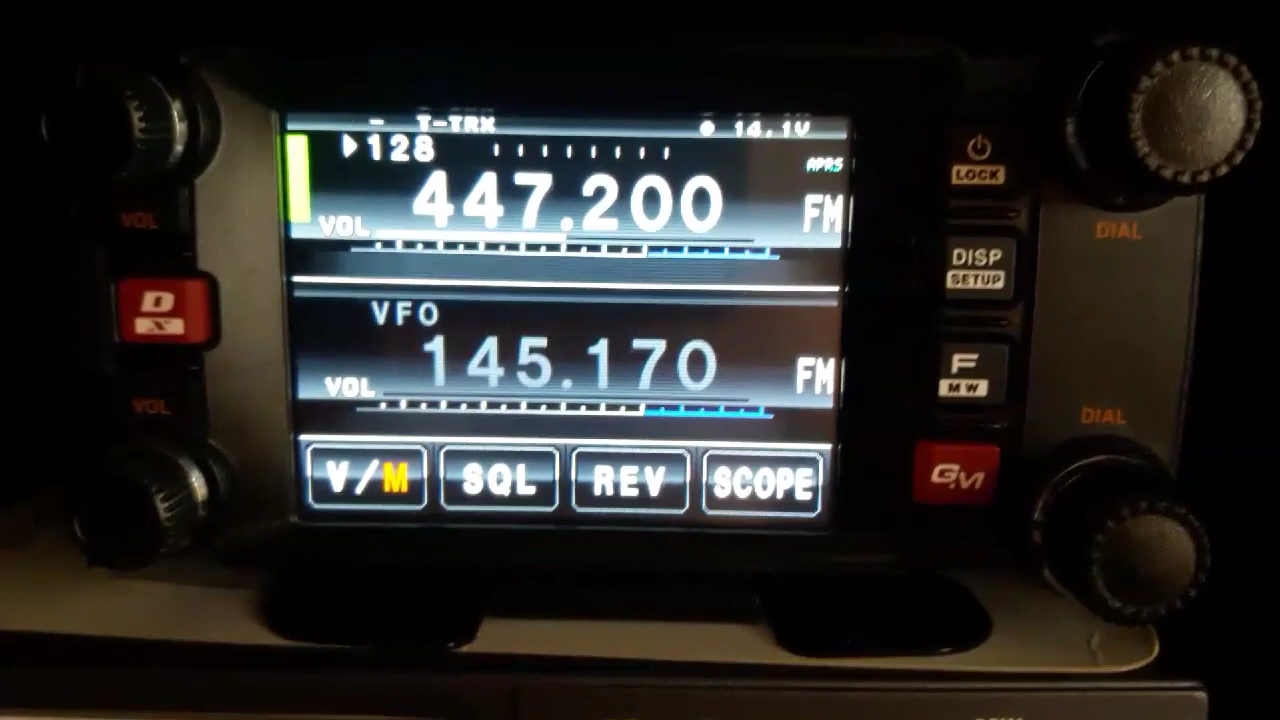 T-TRX 14.1V
128
APRS
447.200 FM
VOL
VFO
145.170 FM
VOL
V/M SQL REV SCOPE
VOL
D
X
VOL
LOCK
DISP
SETUP
F
MW
GM
DIAL
DIAL